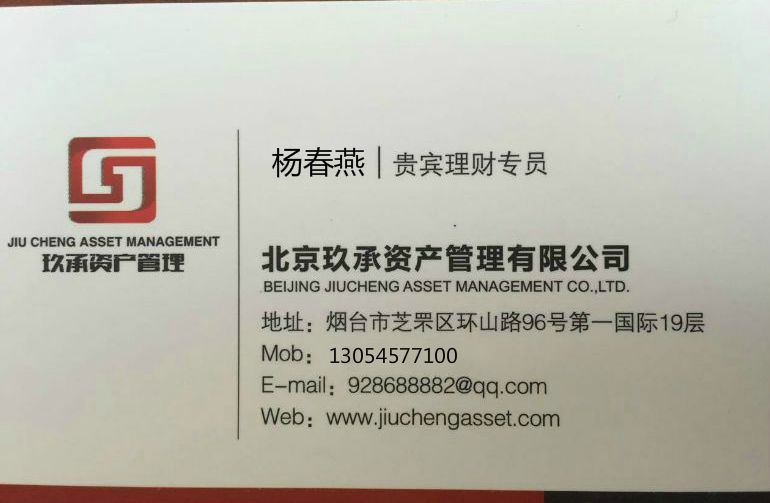 JIU CHENG ASSET MANAGEMENT
玖承资产管理
杨春燕 | 贵宾理财专员
北京玖承资产管理有限公司
BEIJING JIUCHENG ASSET MANAGEMENT CO.,LTD.
地址：烟台市芝罘区环山路96号第一国际19层
Mob：13054577100
E-mail：928688882@qq.com
Web：www.jiuchengasset.com